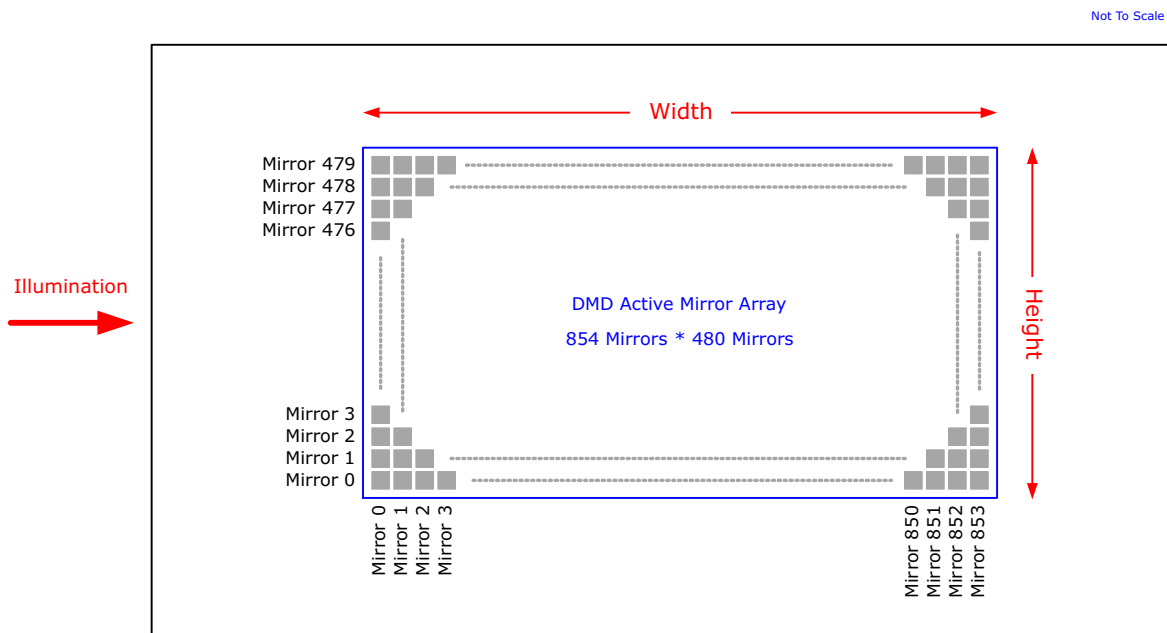 Not To Scale
Width
Mirror 479
Mirror 478
Mirror 477
Mirror 476
Illumination
DMD Active Mirror Array
854 Mirrors * 480 Mirrors
Height
Mirror 3
Mirror 2
Mirror 1
Mirror 0
Mirror 0
Mirror 1
Mirror 2
Mirror 3
Mirror 850
Mirror 851
Mirror 852
Mirror 853